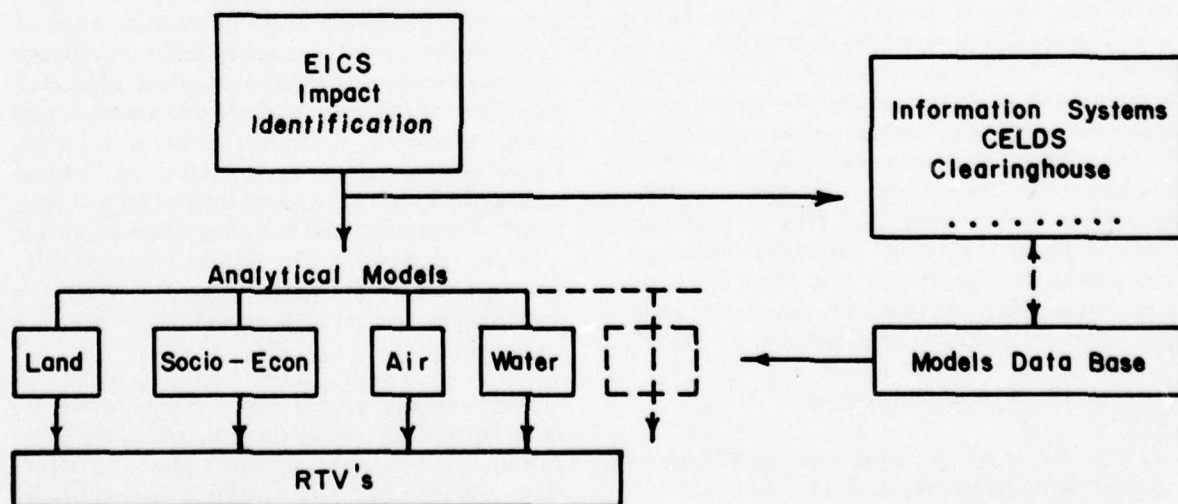 EICS
Impact
Identification
Information Systems
CELDS
Clearinghouse
. . . . . . . .
Analytical Models
Land
Socio-Econ
Air
Water
Models Data Base
RTV's